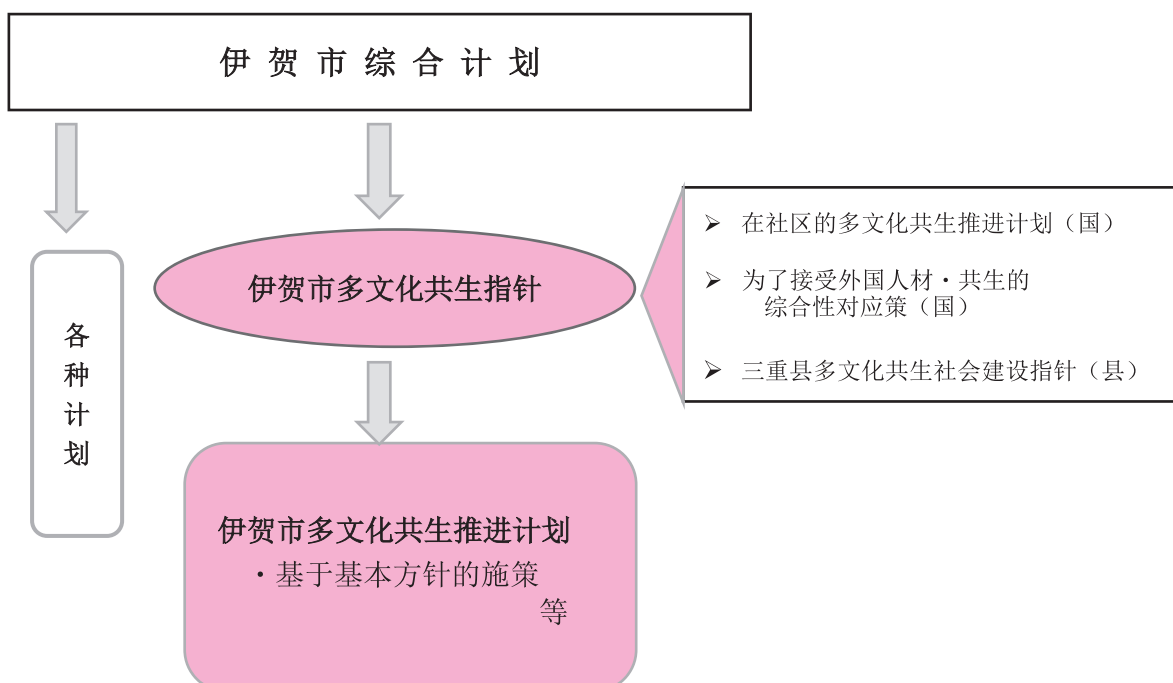 伊贺市综合计划
➢ 在社区的多文化共生推进计划（国）
➢ 为了接受外国人材・共生的
综合性对应策（国）
➢ 三重县多文化共生社会建设指针（县）
伊贺市多文化共生指针
各
种
计
划
伊贺市多文化共生推进计划
・基于基本方针的施策
等